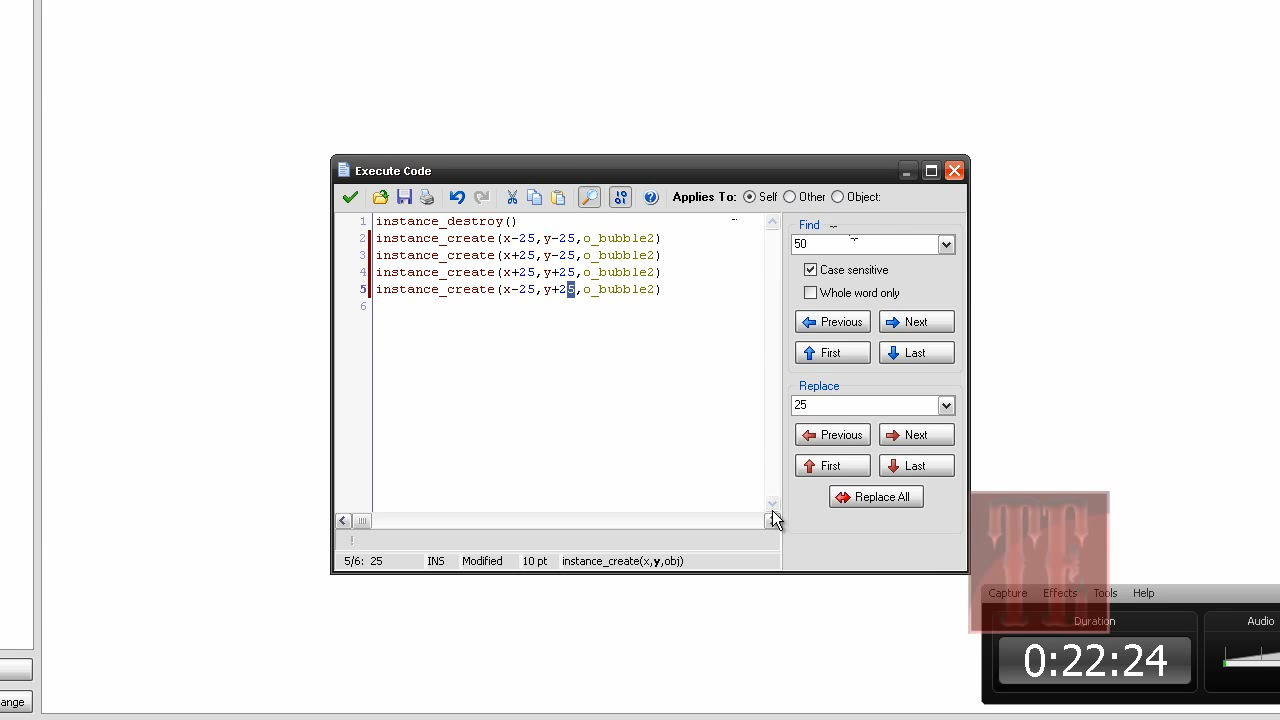 Execute Code
Applies To: Self Other Object:
1 instance_destroy()
2 instance_create(x-25,y-25,o_bubble2)
3 instance_create(x+25,y-25,o_bubble2)
4 instance_create(x+25,y+25,o_bubble2)
5 instance_create(x-25,y+25,o_bubble2)
6
Find
50
Case sensitive
Whole word only
Previous Next
First Last
Replace
25
Previous Next
First Last
Replace All
5/6: 25 INS Modified 10 pt instance_create(x,y,obj)
Capture Effects Tools Help
Duration Audio
0:22:24
ange